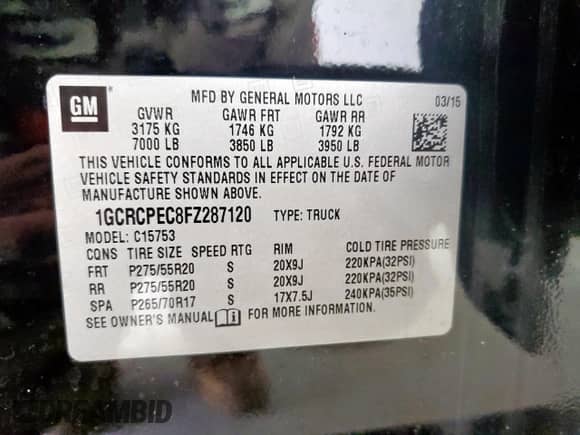 GM
MFD BY GENERAL MOTORS LLC 03/15
GVWR GAWR FRT GAWR RR
3175 KG 1746 KG 1792 KG
7000 LB 3850 LB 3950 LB
THIS VEHICLE CONFORMS TO ALL APPLICABLE U.S. FEDERAL MOTOR
VEHICLE SAFETY STANDARDS IN EFFECT ON THE DATE OF
MANUFACTURE SHOWN ABOVE.
1GCRCPEC8FZ287120 TYPE: TRUCK
MODEL: C15753
CQNS TIRE SIZE SPEED RTG RIM COLD TIRE PRESSURE
FRT P275/55R20 S 20X9J 220KPA(32PSI)
RR P275/55R20 S 20X9J 220KPA(32PSI)
SPA P265/70R17 S 17X7.5J 240KPA(35PSI)
SEE OWNER'S MANUAL FOR MORE INFORMATION.
DREAMBID